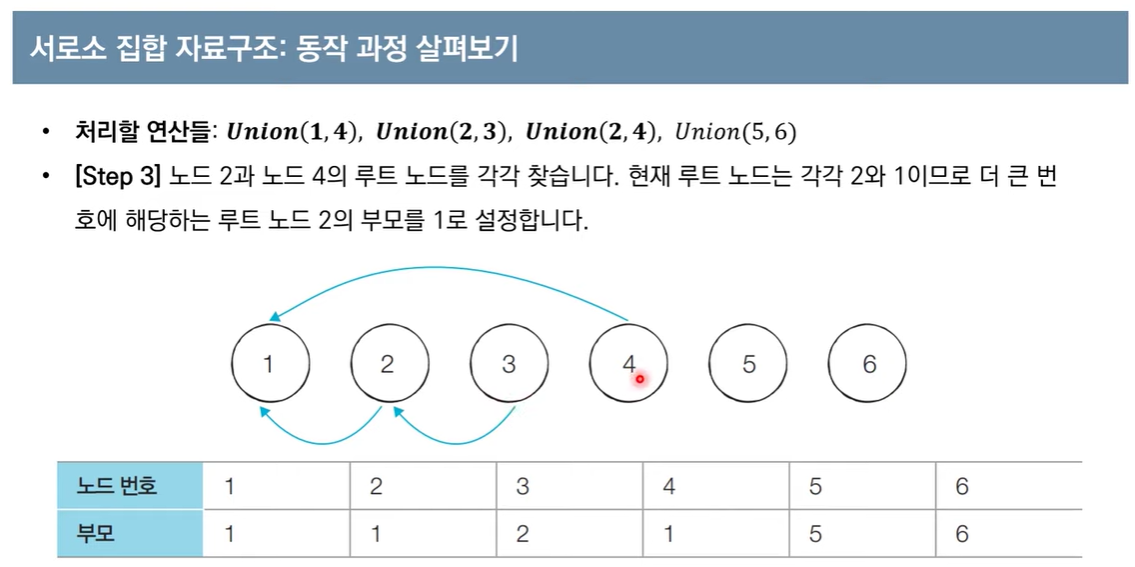 서로소 집합 자료구조: 동작 과정 살펴보기
• 처리할 연산들: Union(1,4), Union(2,3), Union(2,4), Union(5,6)
• [Step 3] 노드 2과 노드 4의 루트 노드를 각각 찾습니다. 현재 루트 노드는 각각 2와 1이므로 더 큰 번
호에 해당하는 루트 노드 2의 부모를 1로 설정합니다.
1 2 3 4 5 6
노드 번호 1 2 3 4 5 6
부모 1 1 2 1 5 6